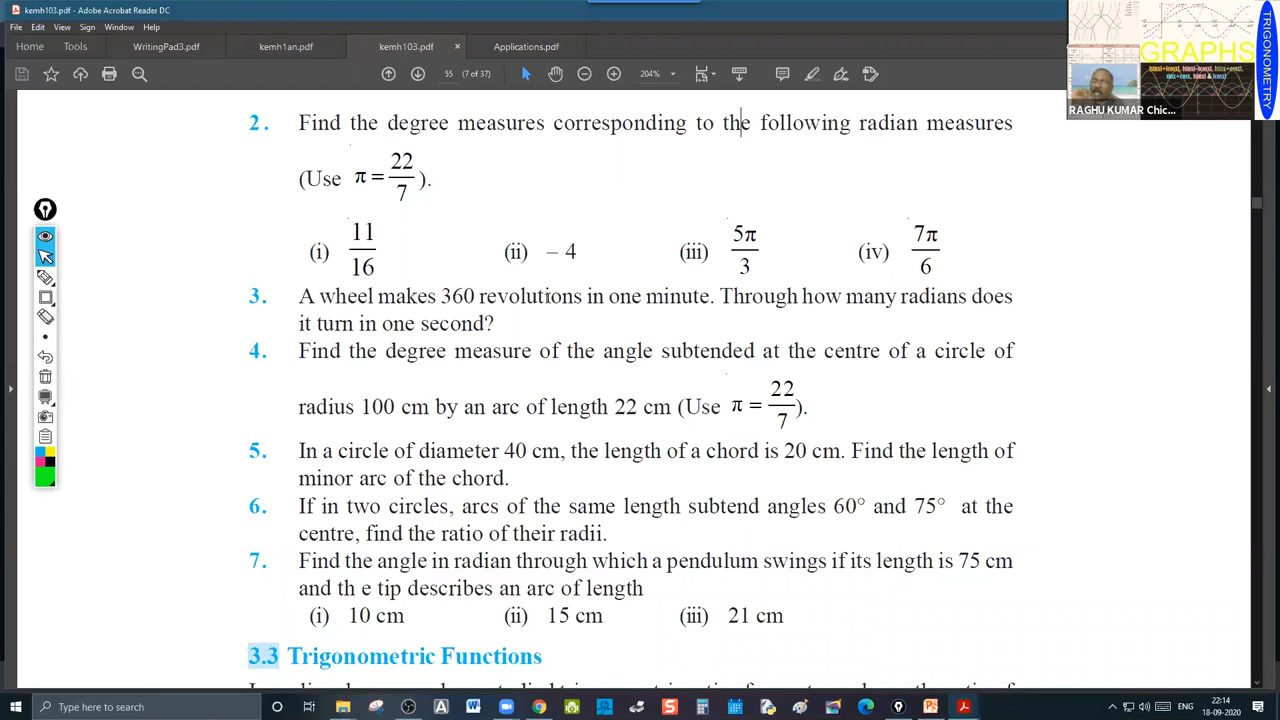 kemh103.pdf - Adobe Acrobat Reader DC
File Edit View Sign Window Help
Home Tools WritingPad3.pdf kemh1an.pdf kemh103.pdf ×
204%
GRAPHS
TRIGONOMETRY
RAGHU KUMAR Chic...
2. Find the degree measures corresponding to the following radian measures
(Use π = 22/7 ).
(i) 11/16 (ii) – 4 (iii) 5π/3 (iv) 7π/6
3. A wheel makes 360 revolutions in one minute. Through how many radians does
it turn in one second?
4. Find the degree measure of the angle subtended at the centre of a circle of
radius 100 cm by an arc of length 22 cm (Use π = 22/7 ).
5. In a circle of diameter 40 cm, the length of a chord is 20 cm. Find the length of
minor arc of the chord.
6. If in two circles, arcs of the same length subtend angles 60° and 75° at the
centre, find the ratio of their radii.
7. Find the angle in radian through which a pendulum swings if its length is 75 cm
and th e tip describes an arc of length
(i) 10 cm (ii) 15 cm (iii) 21 cm
3.3 Trigonometric Functions
Type here to search
ENG
22:14
18-09-2020